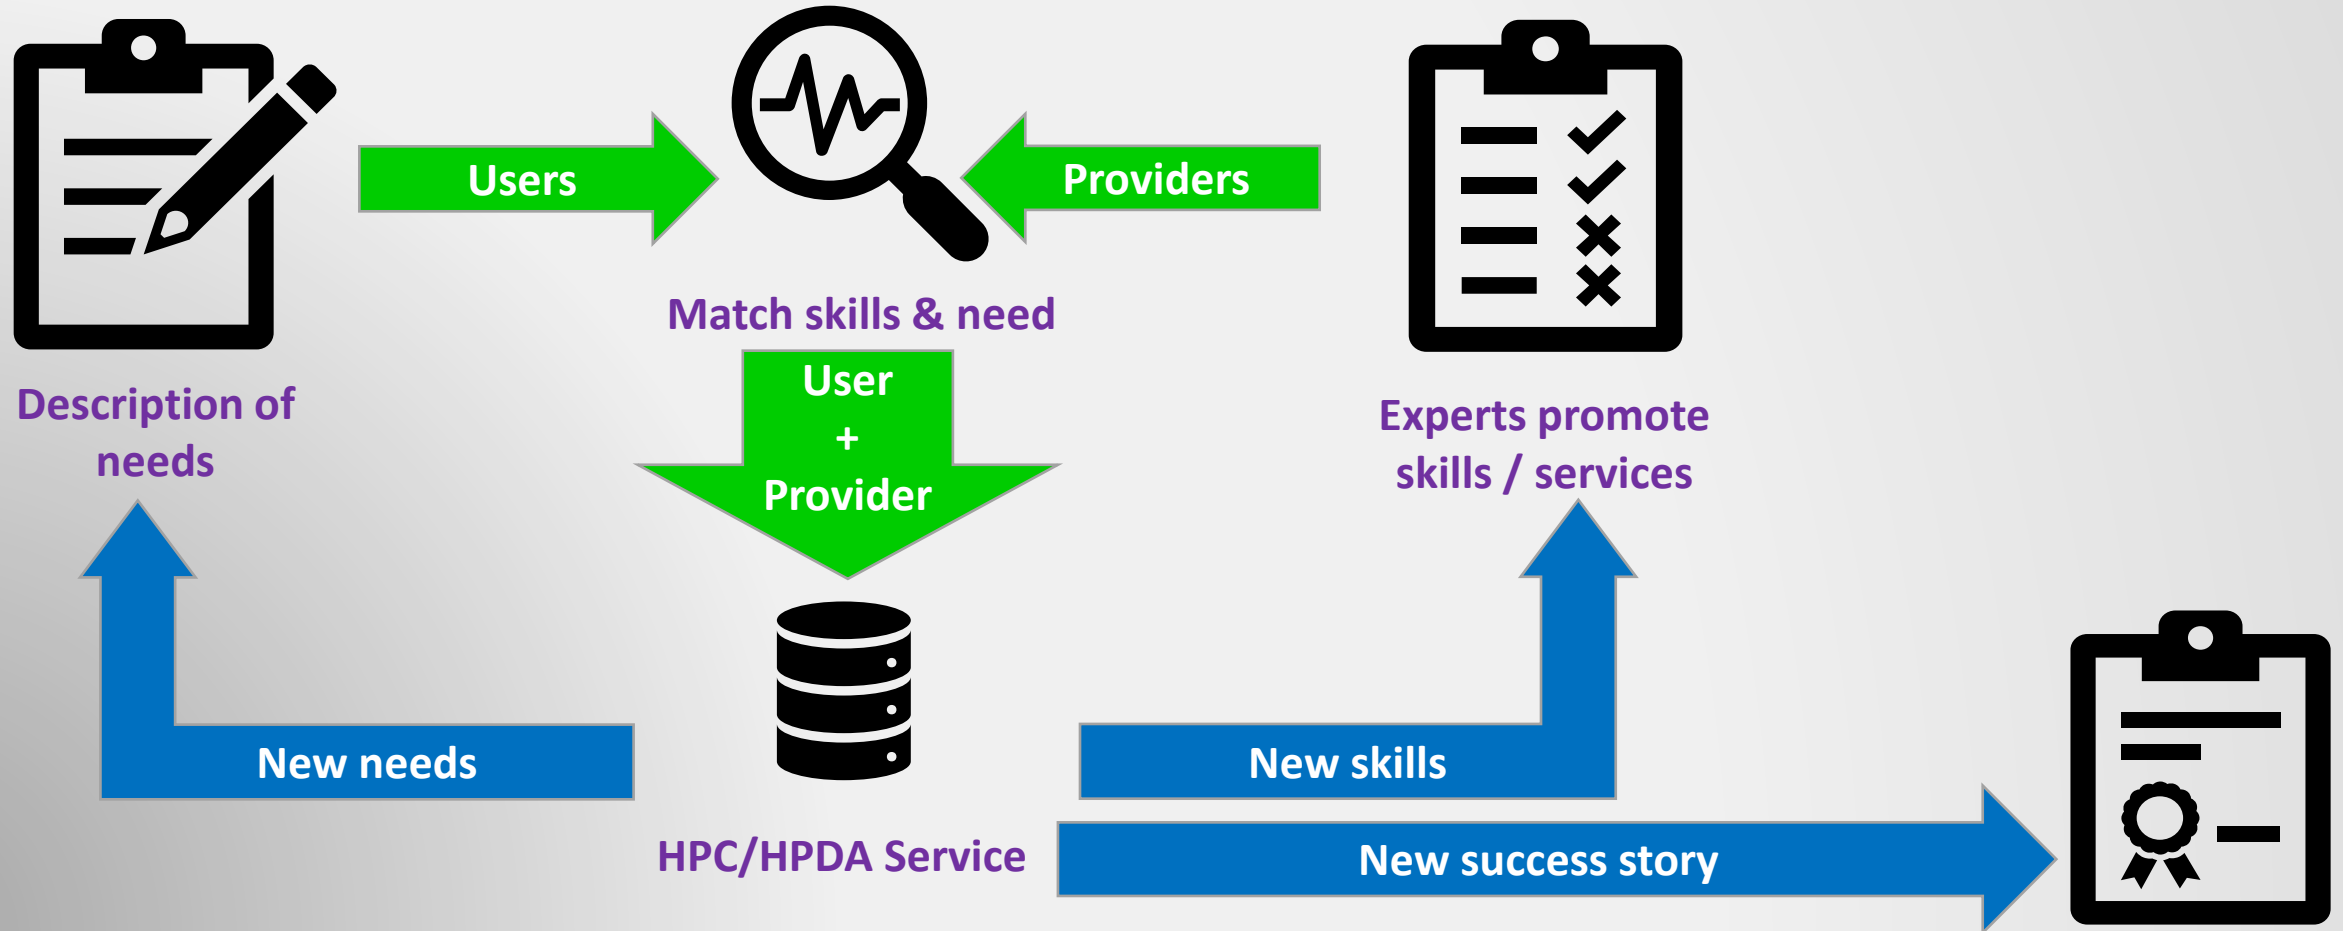 Users
Providers
Match skills & need
User
+
Provider
Description of
needs
Experts promote
skills / services
New needs
New skills
HPC/HPDA Service
New success story